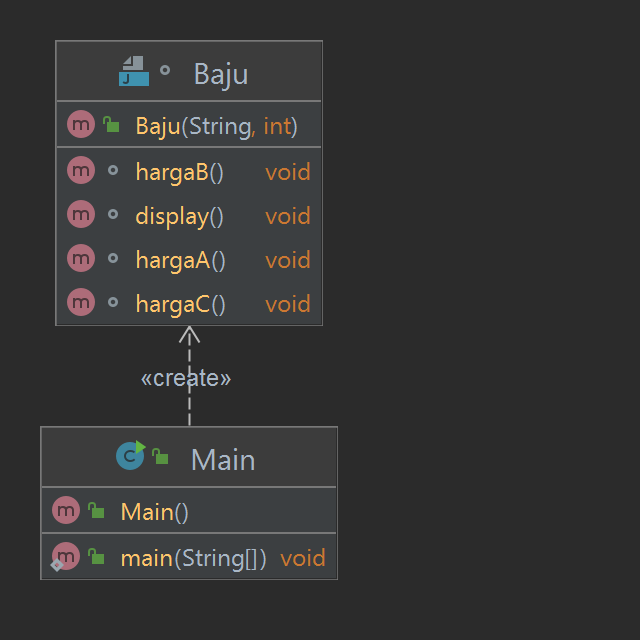 Baju
Baju(String, int)
hargaB() void
display() void
hargaA() void
hargaC() void
«create»
Main
Main()
main(String[]) void